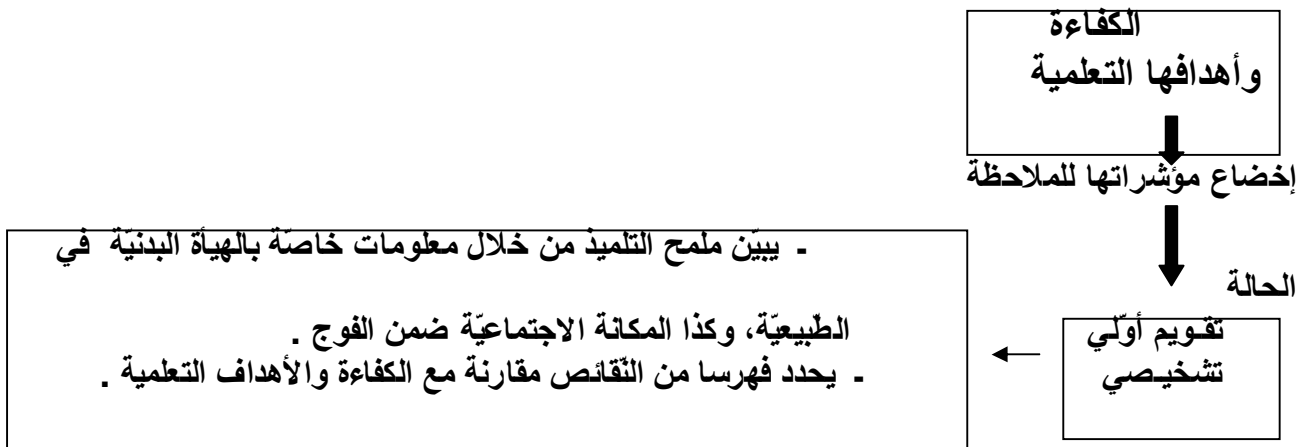 الكفاءة
وأهدافها التعلمية
إخضاع مؤشراتها للملاحظة
- يبيّن ملمح التلميذ من خلال معلومات خاصّة بالهيأة البدنيّة في
الحالة
الطّبيعيّة، وكذا المكانة الاجتماعيّة ضمن الفوج .
- يحدد فهرسا من النّقائص مقارنة مع الكفاءة والأهداف التعلمية .
تقـويم أوّلي
تشخيـصي